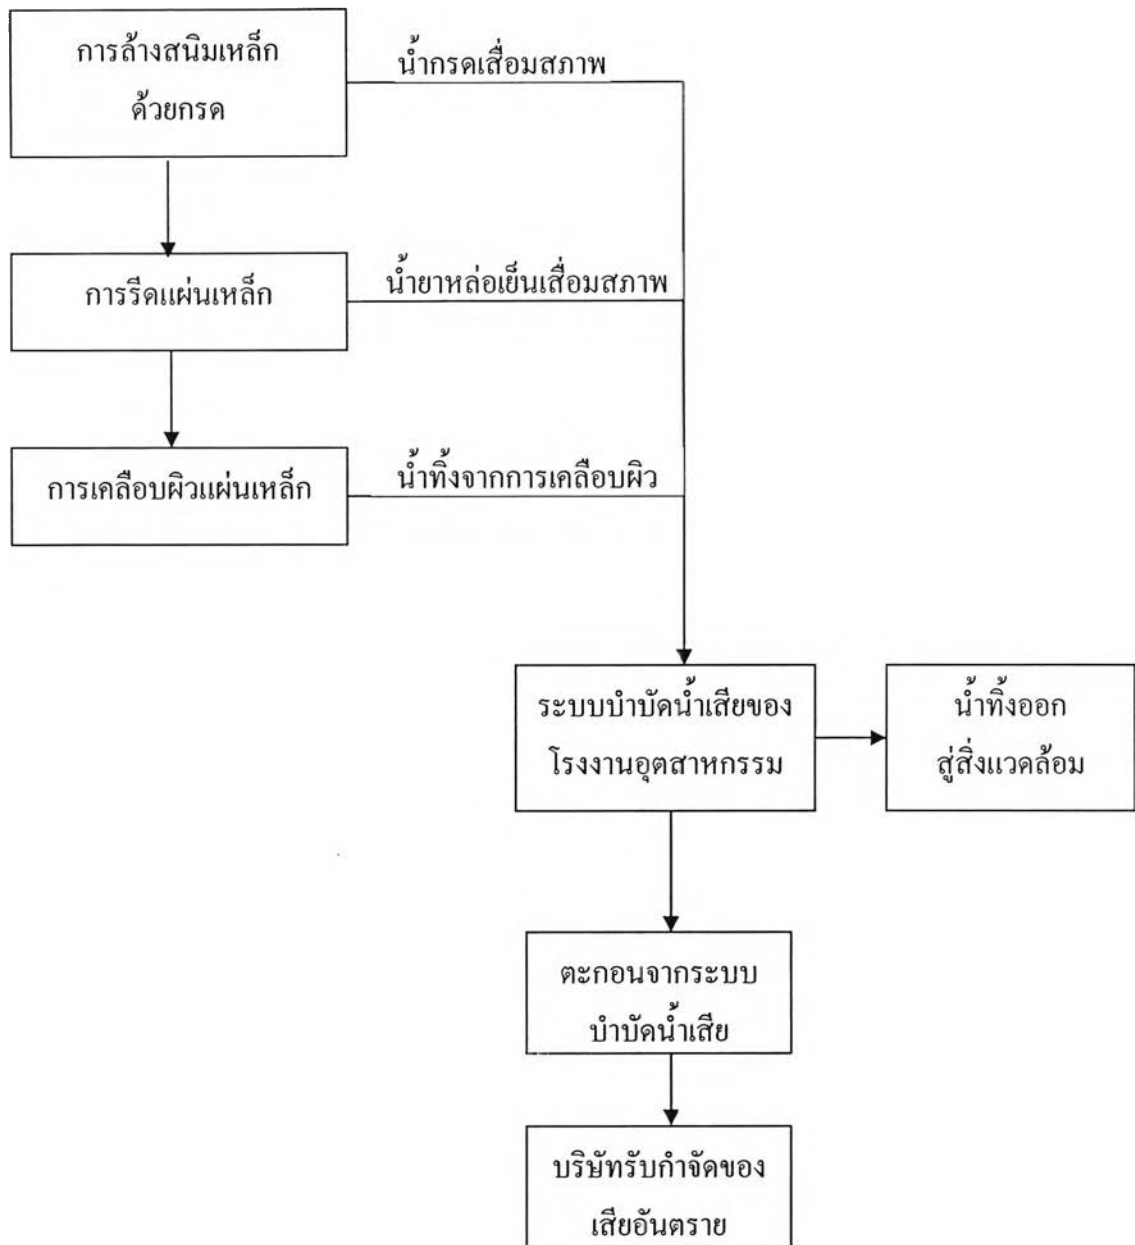 การล้างสนิมเหล็ก
ด้วยกรด
น้ำกรดเสื่อมสภาพ
การรีดแผ่นเหล็ก
น้ำยาหล่อเย็นเสื่อมสภาพ
การเคลือบผิวแผ่นเหล็ก
น้ำทิ้งจากการเคลือบผิว
ระบบบำบัดน้ำเสียของ
โรงงานอุตสาหกรรม
น้ำทิ้งออก
สู่สิ่งแวดล้อม
ตะกอนจากระบบ
บำบัดน้ำเสีย
บริษัทรับกำจัดของ
เสียอันตราย